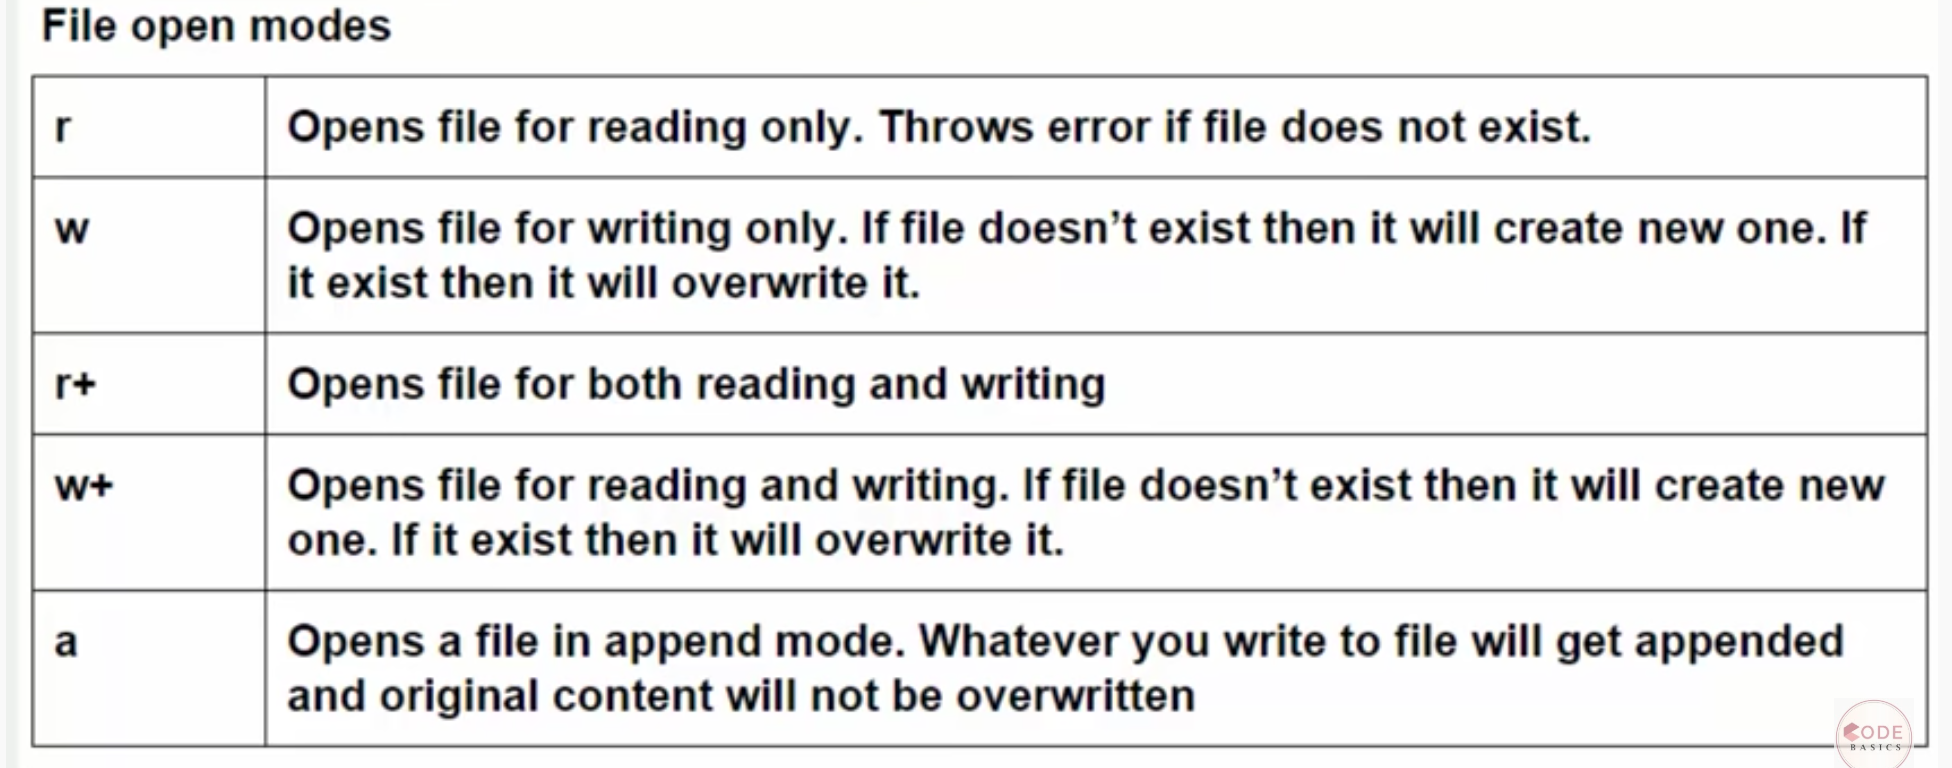 File open modes
r
Opens file for reading only. Throws error if file does not exist.
w
Opens file for writing only. If file doesn’t exist then it will create new one. If
it exist then it will overwrite it.
r+
Opens file for both reading and writing
w+
Opens file for reading and writing. If file doesn’t exist then it will create new
one. If it exist then it will overwrite it.
a
Opens a file in append mode. Whatever you write to file will get appended
and original content will not be overwritten
CODE
BASICS